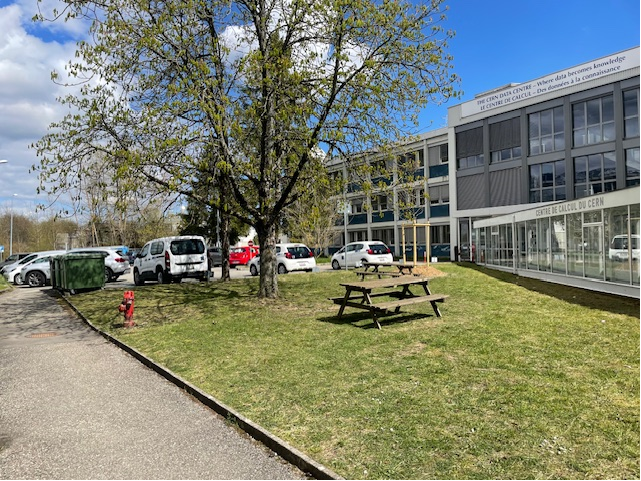 THE CERN DATA CENTRE – Where data becomes knowledge
LE CENTRE DE CALCUL – Des données à la connaissance
CENTRE DE CALCUL DU CERN